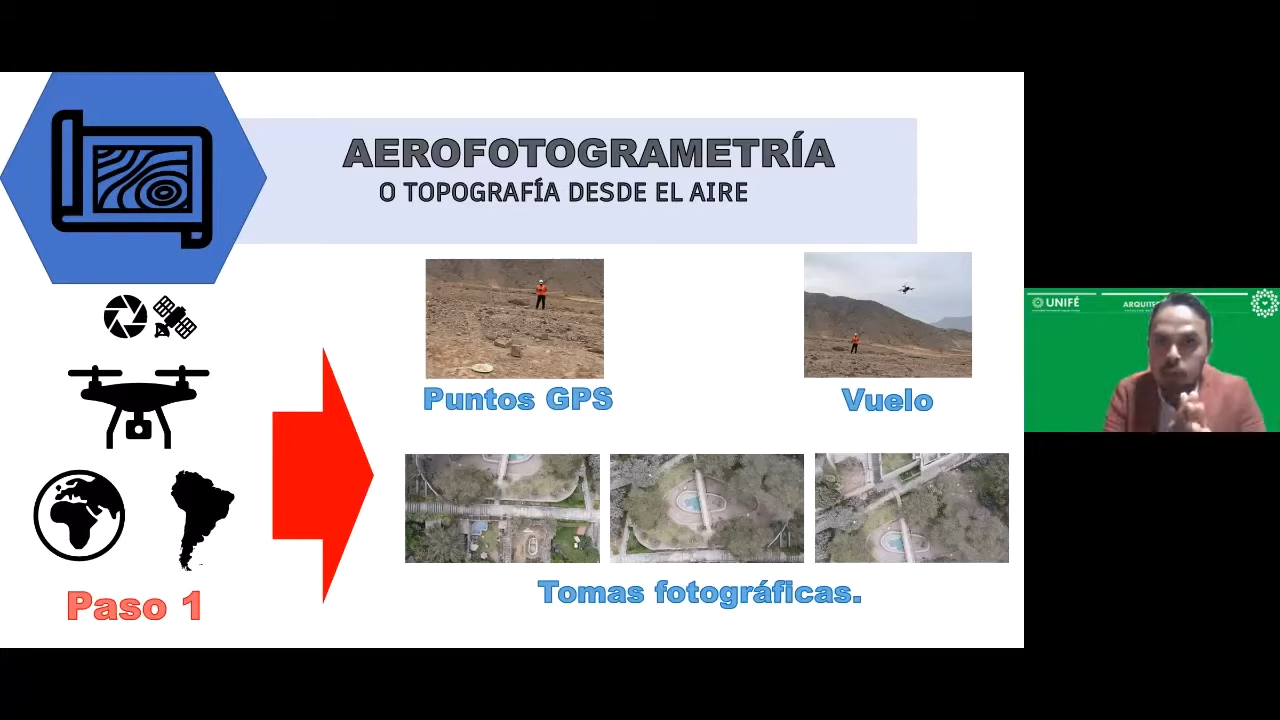 AEROFOTOGRAMETRÍA
O TOPOGRAFÍA DESDE EL AIRE
Puntos GPS
Vuelo
Tomas fotográficas.
Paso 1
UNIFÉ